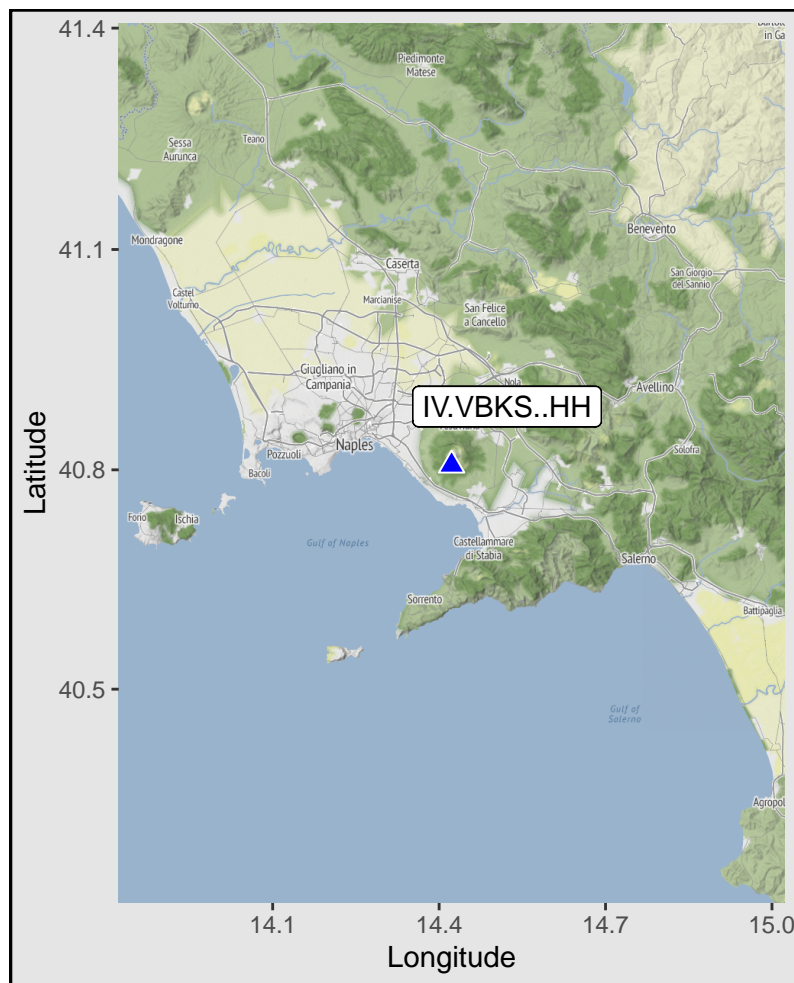 41.4
in Ga
Piedimonte
Matese
Sessa
Aurunca
Teano
41.1
Mondragone
Benevento
Caserta
San Giorgio
del Sannio
Castel
Volturno
Marcianise
San Felice
a Cancello
Giugliano in
Campania
Nola
Avellino
IV.VBKS..HH
Naples
Pozzuoli
Solofra
Latitude
40.8
Bacoli
Forio
Ischia
Gulf of Naples
Castellammare
di Stabia
Salerno
Sorrento
Battipaglia
40.5
Gulf of
Salerno
Agropol
14.1
14.4
14.7
15.0
Longitude